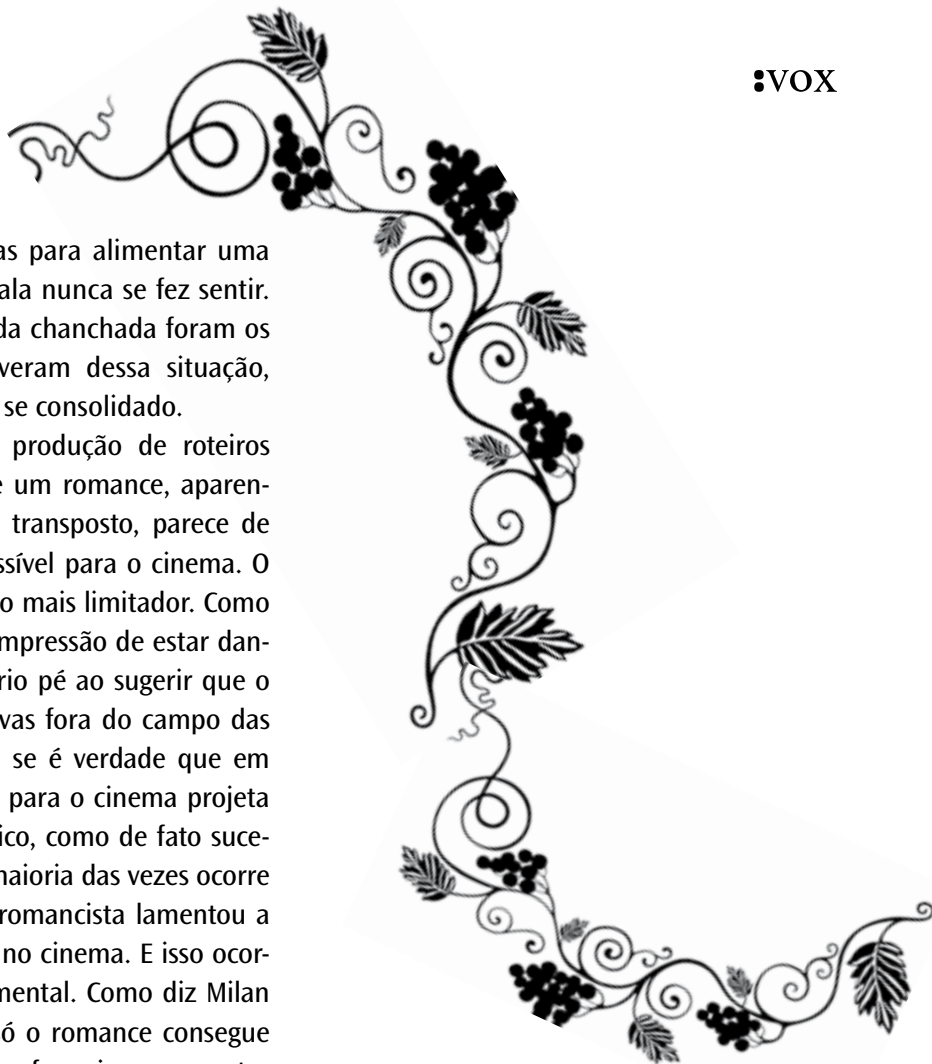 :VOX
as para alimentar uma
ala nunca se fez sentir.
da chanchada foram os
veram dessa situação,
se consolidado.
produção de roteiros
e um romance, aparen-
transposto, parece de
ssível para o cinema. O
o mais limitador. Como
mpressão de estar dan-
rio pé ao sugerir que o
vas fora do campo das
se é verdade que em
para o cinema projeta
ico, como de fato suce-
naioria das vezes ocorre
romancista lamentou a
no cinema. E isso ocor-
mental. Como diz Milan
só o romance consegue